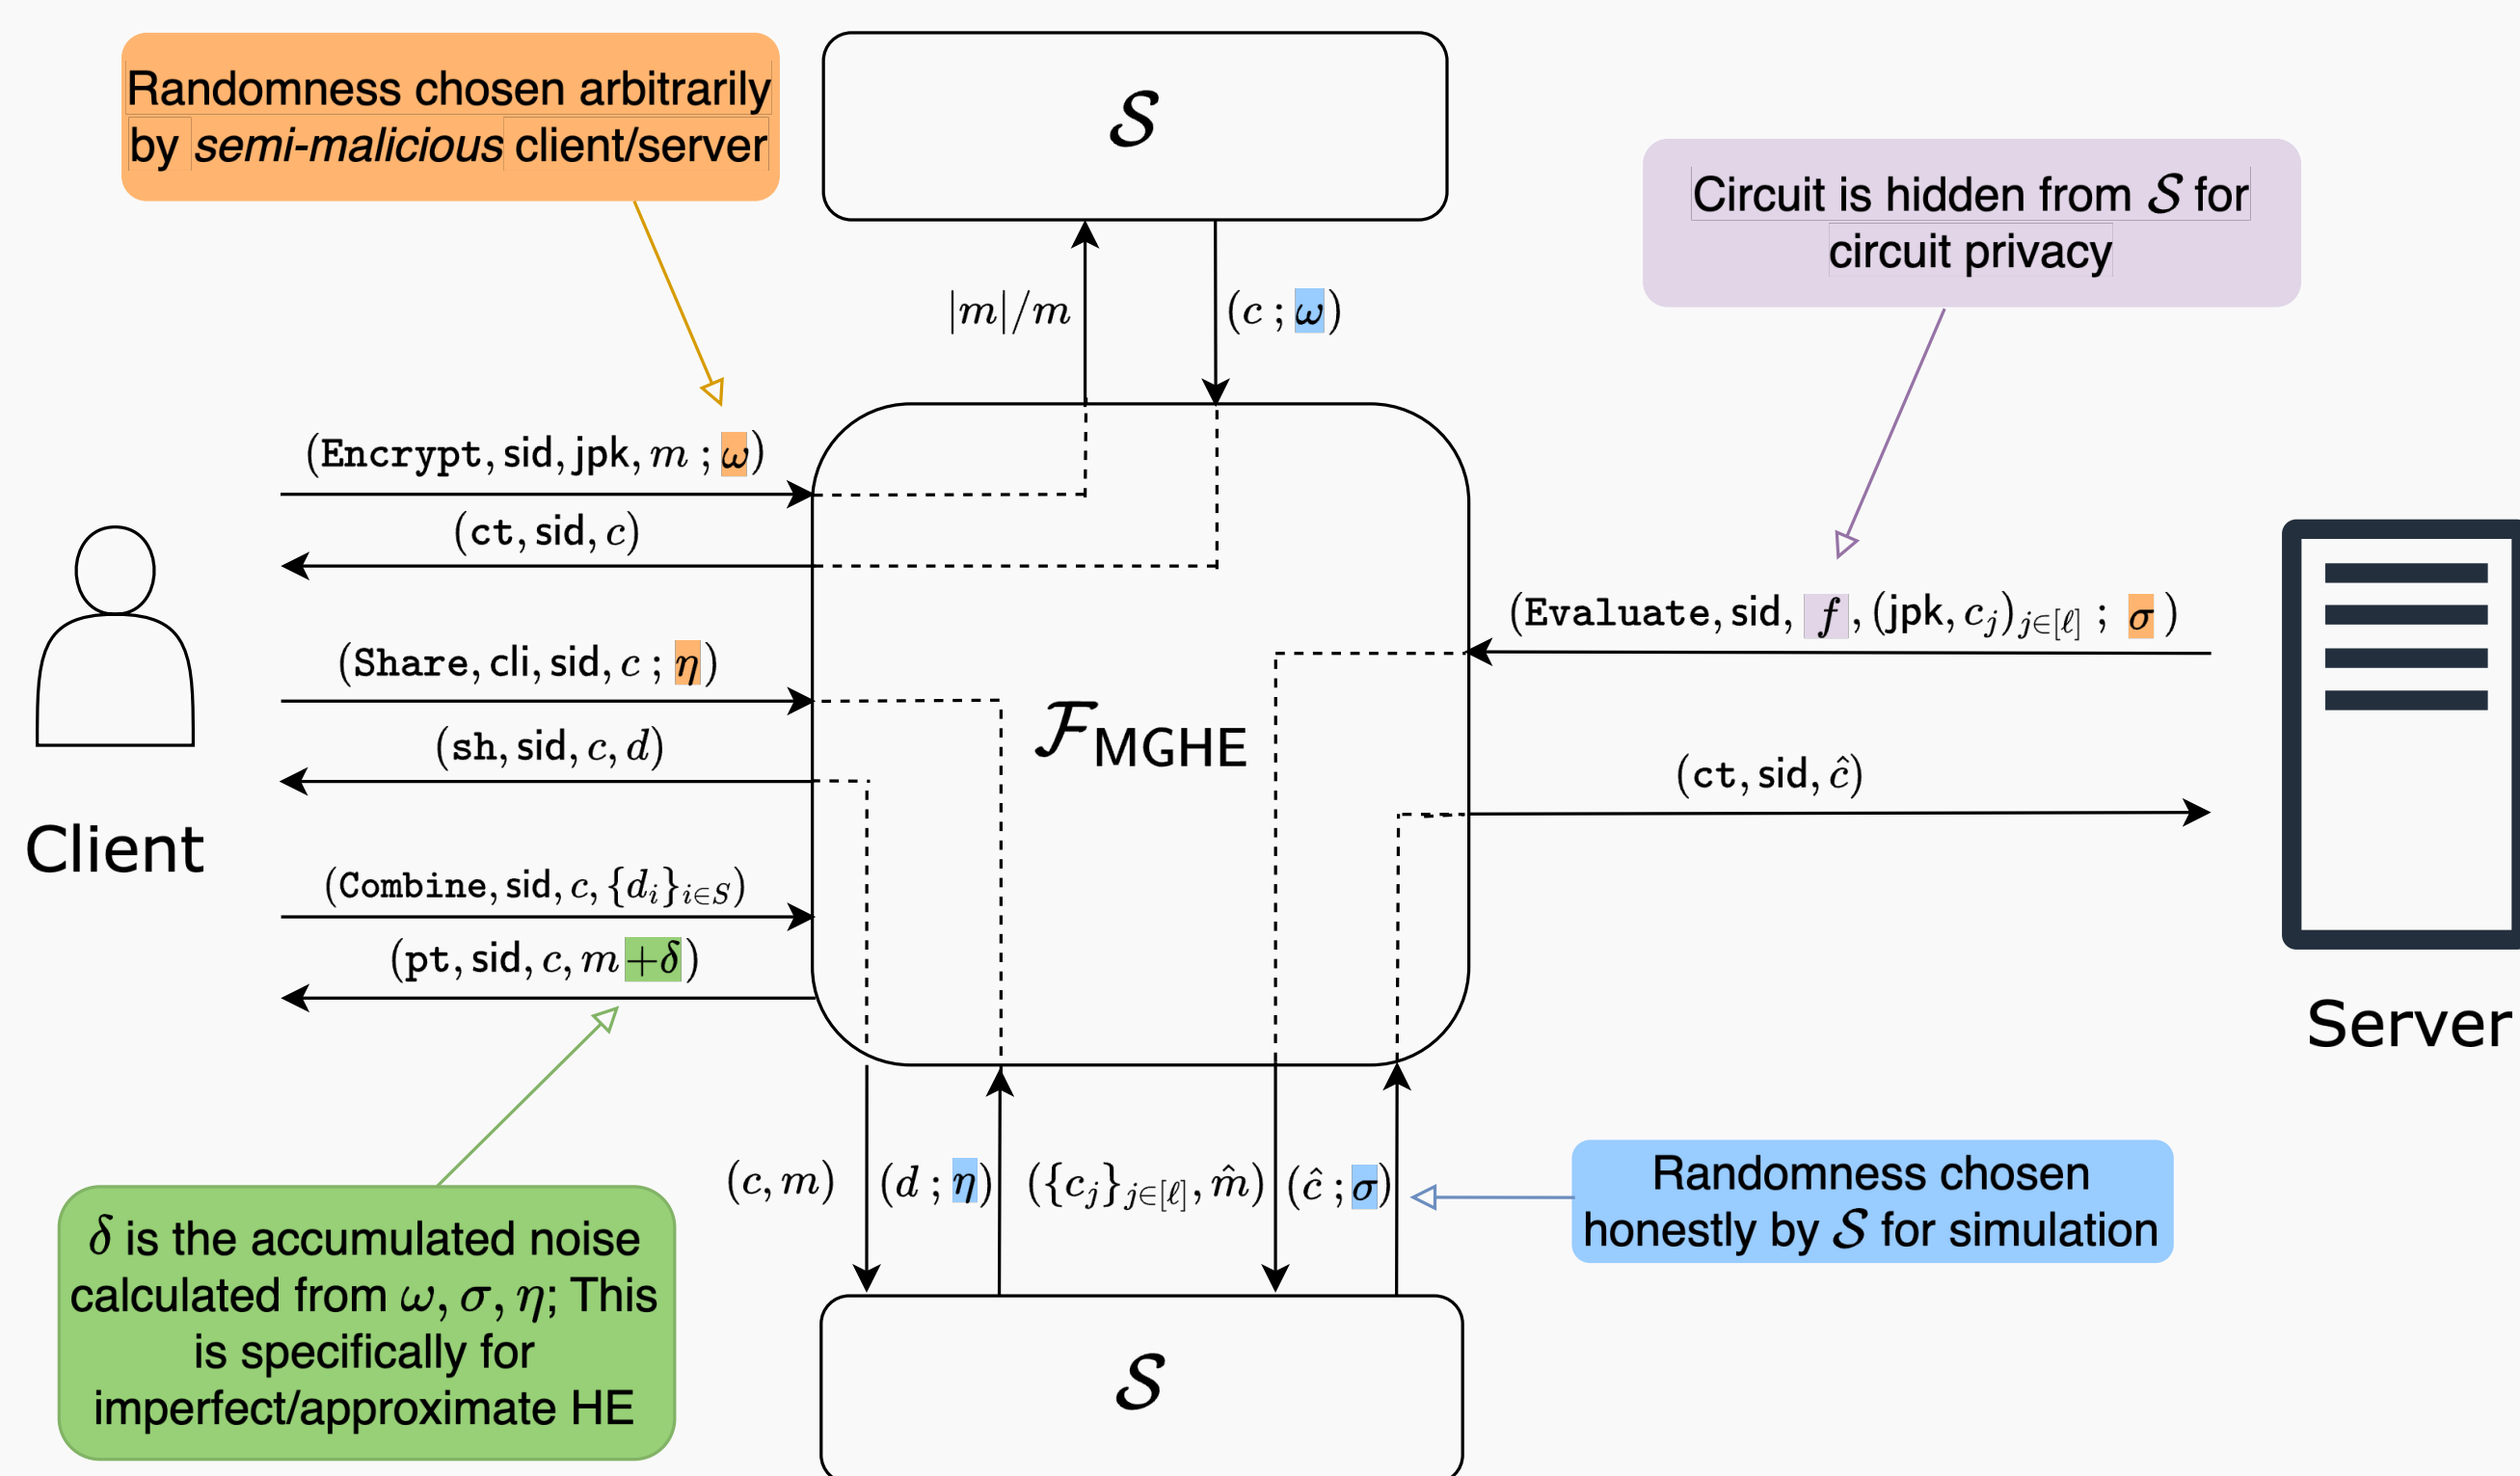 Randomness chosen arbitrarily
by semi-malicious client/server
𝒮
Circuit is hidden from 𝒮 for
circuit privacy
|m|/m
(c ; ω)
(Encrypt, sid, jpk, m ; ω)
(ct, sid, c)
(Share, cli, sid, c ; η)
(sh, sid, c, d)
(Combine, sid, c, {d_i}_{i∈S})
(pt, sid, c, m+δ)
Client
ℱ_MGHE
(Evaluate, sid, f, (jpk, c_j)_{j∈[ℓ]} ; σ)
(ct, sid, ĉ)
Server
(c, m)
(d ; η)
({c_j}_{j∈[ℓ]}, m̂)
(ĉ ; σ)
Randomness chosen
honestly by 𝒮 for simulation
δ is the accumulated noise
calculated from ω, σ, η; This
is specifically for
imperfect/approximate HE
𝒮